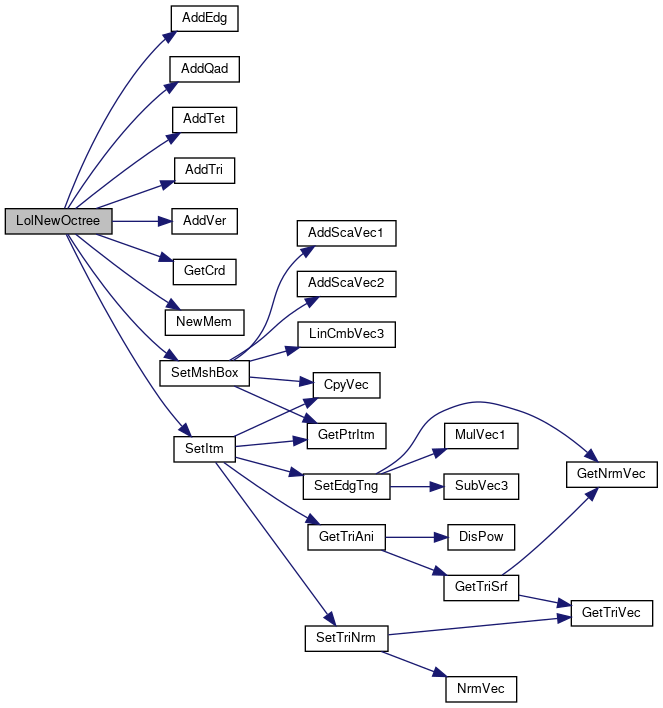 AddEdg
AddQad
AddTet
AddTri
LolNewOctree
AddVer
AddScaVec1
GetCrd
AddScaVec2
NewMem
LinCmbVec3
SetMshBox
CpyVec
GetPtrItm
MulVec1
SetItm
GetNrmVec
SetEdgTng
SubVec3
GetTriAni
DisPow
GetTriSrf
GetTriVec
SetTriNrm
NrmVec